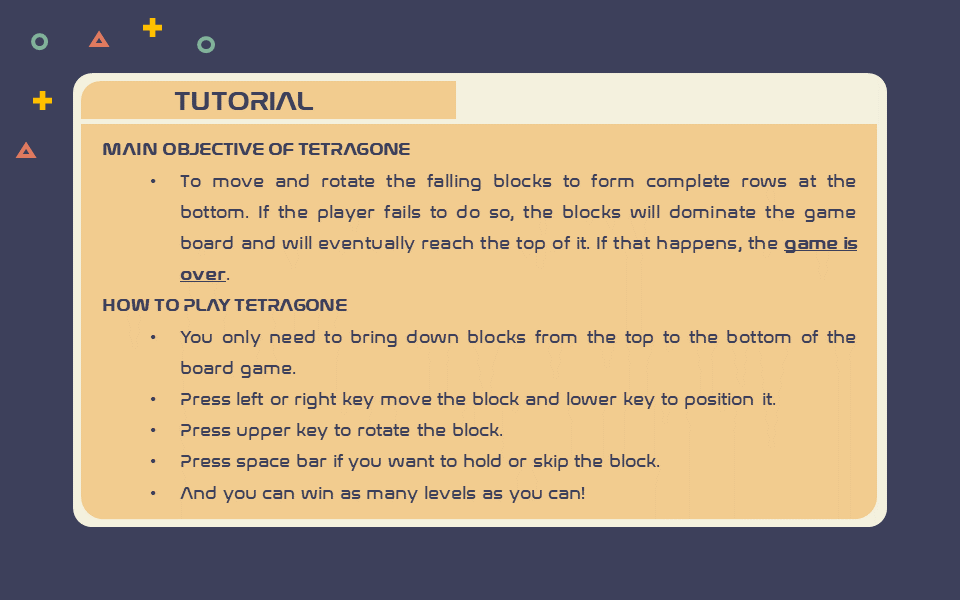 TUTORIAL
MAIN OBJECTIVE OF TETRAGONE
• To move and rotate the falling blocks to form complete rows at the
bottom. If the player fails to do so, the blocks will dominate the game
board and will eventually reach the top of it. If that happens, the game is
over.
HOW TO PLAY TETRAGONE
• You only need to bring down blocks from the top to the bottom of the
board game.
• Press left or right key move the block and lower key to position it.
• Press upper key to rotate the block.
• Press space bar if you want to hold or skip the block.
• And you can win as many levels as you can!